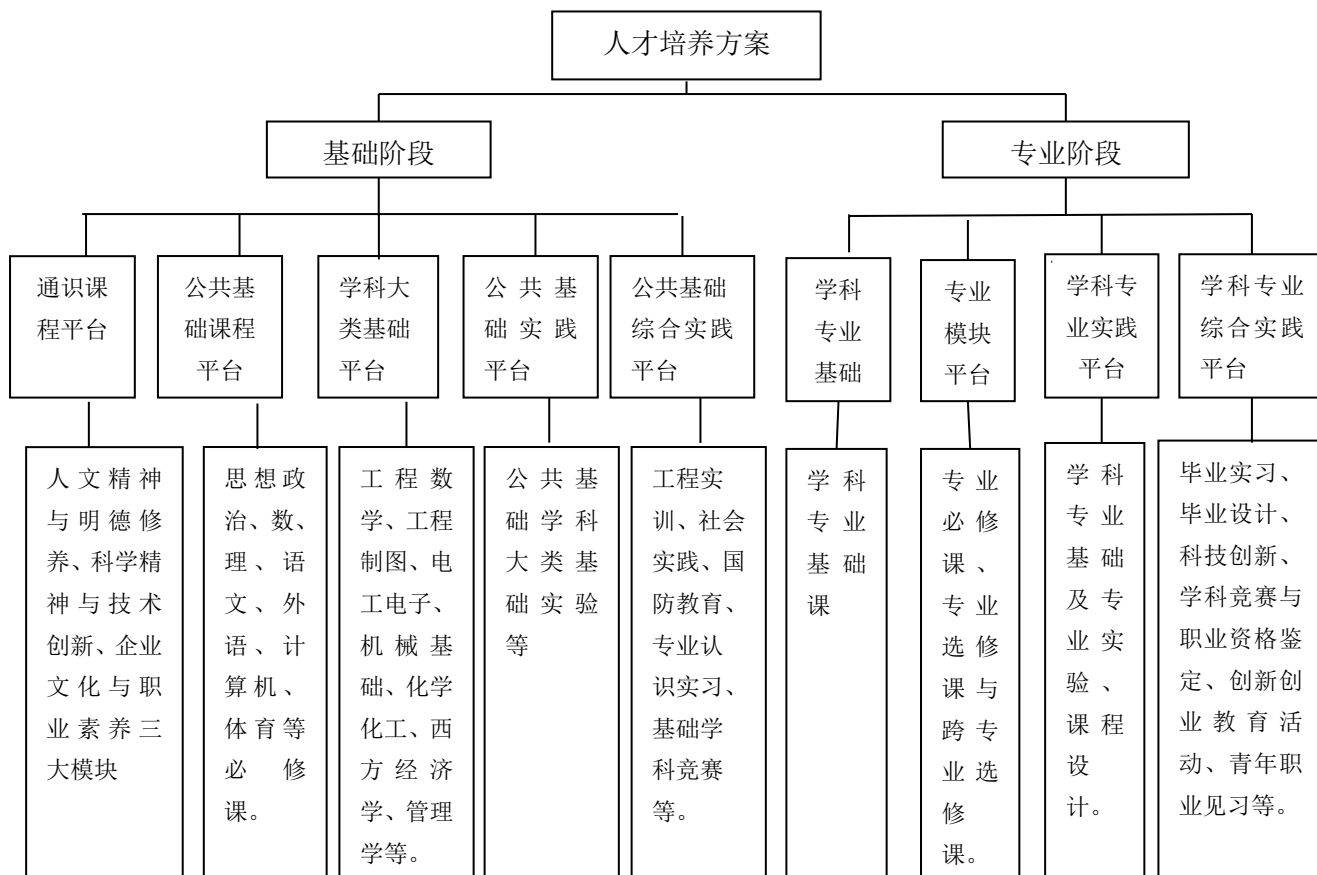 人才培养方案
基础阶段
专业阶段
通识课
程平台
公共基
础课程
平台
学科大
类基础
平台
公共基
础实践
平台
公共基础
综合实践
平台
学科
专业
基础
专业
模块
平台
学科专
业实践
平台
学科专业
综合实践
平台
人文精神
与明德修
养、科学精
神与技术
创新、企业
文化与职
业素养三
大模块
思想政
治、数、
理、语
文、外
语、计
算机、
体育等
必修
课。
工程数
学、工程
制图、电
工电子、
机械基
础、化学
化工、西
方经济
学、管理
学等。
公共基
础学科
大类基
础实验
等
工程实
训、社会
实践、国
防教育、
专业认
识实习、
基础学
科竞赛
等。
学科
专业
基础
课
专业
必修
课、
专业
选修
课与
跨专
业选
修
课。
学科
专业
基础
及专
业实
验、
课程
设
计。
毕业实习、
毕业设计、
科技创新、
学科竞赛与
职业资格鉴
定、创新创
业教育活
动、青年职
业见习等。